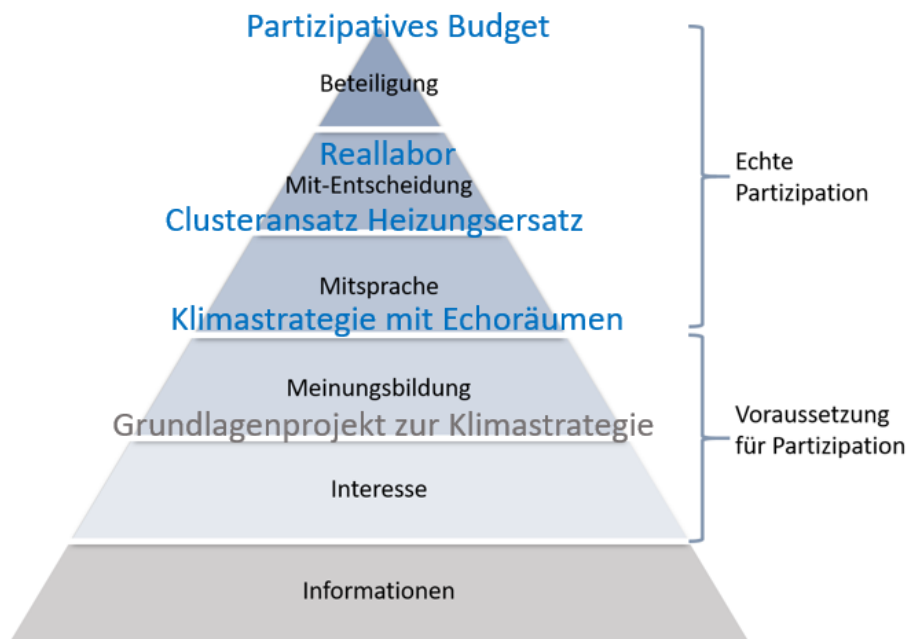 Partizipatives Budget
Beteiligung
Reallabor
Mit-Entscheidung
Clusteransatz Heizungsersatz
Mitsprache
Klimastrategie mit Echoräumen
Meinungsbildung
Grundlagenprojekt zur Klimastrategie
Interesse
Informationen
Echte
Partizipation
Voraussetzung
für Partizipation